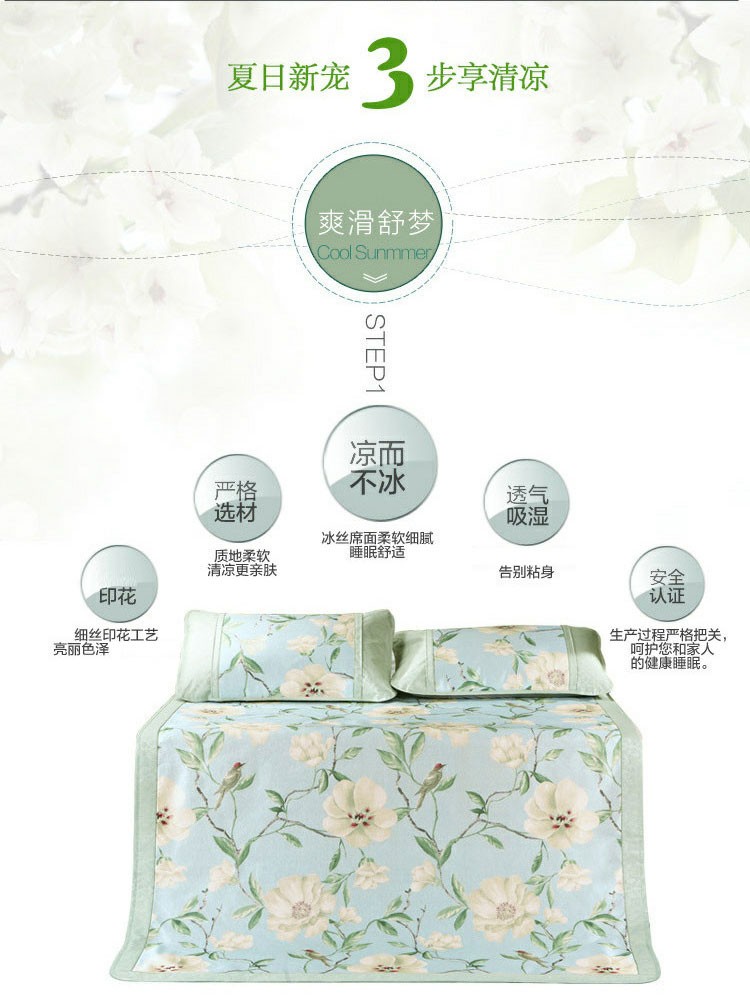 夏日新宠3步享清凉
爽滑舒梦
Cool Sunmmer
STEP1
凉而
不冰
冰丝席面柔软细腻
睡眠舒适
严格
选材
质地柔软
清凉更亲肤
透气
吸湿
告别粘身
印花
细丝印花工艺
亮丽色泽
安全
认证
生产过程严格把关，
呵护您和家人
的健康睡眠。